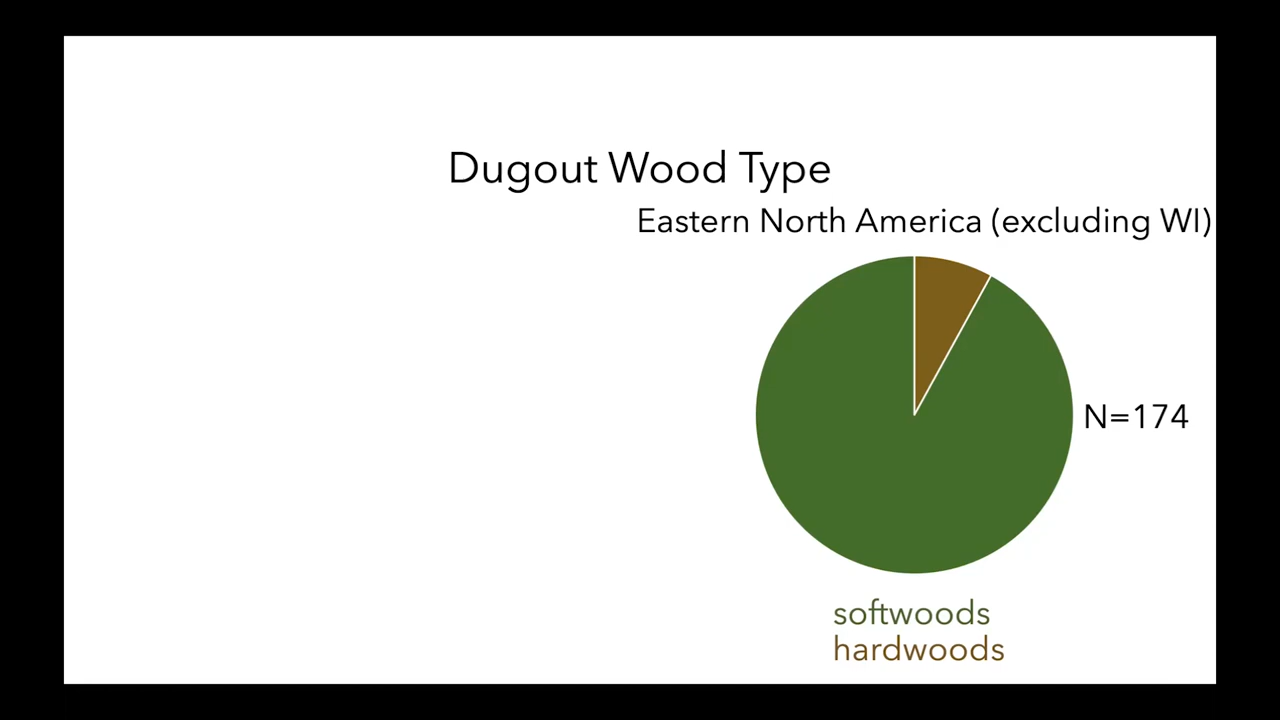 Dugout Wood Type
Eastern North America (excluding WI)
N=174
softwoods
hardwoods